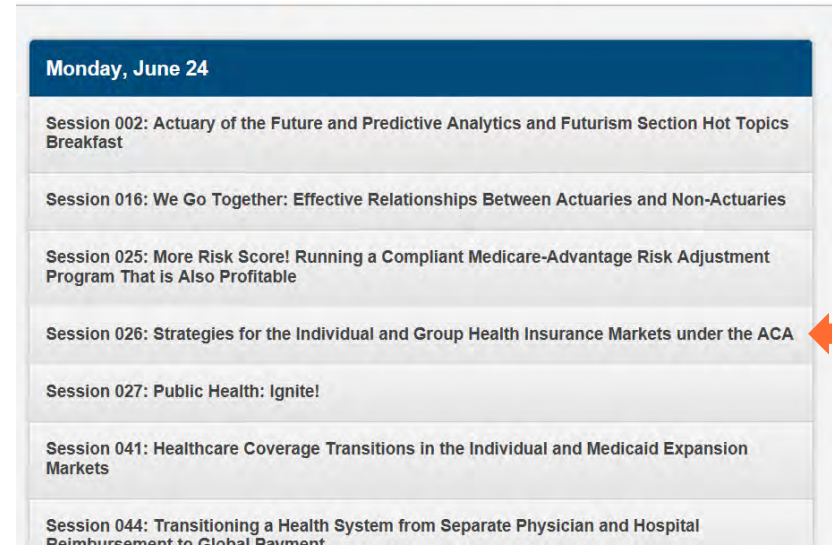 Monday, June 24
Session 002: Actuary of the Future and Predictive Analytics and Futurism Section Hot Topics
Breakfast
Session 016: We Go Together: Effective Relationships Between Actuaries and Non-Actuaries
Session 025: More Risk Score! Running a Compliant Medicare-Advantage Risk Adjustment
Program That is Also Profitable
Session 026: Strategies for the Individual and Group Health Insurance Markets under the ACA
Session 027: Public Health: Ignite!
Session 041: Healthcare Coverage Transitions in the Individual and Medicaid Expansion
Markets
Session 044: Transitioning a Health System from Separate Physician and Hospital
Reimbursement to Global Payment